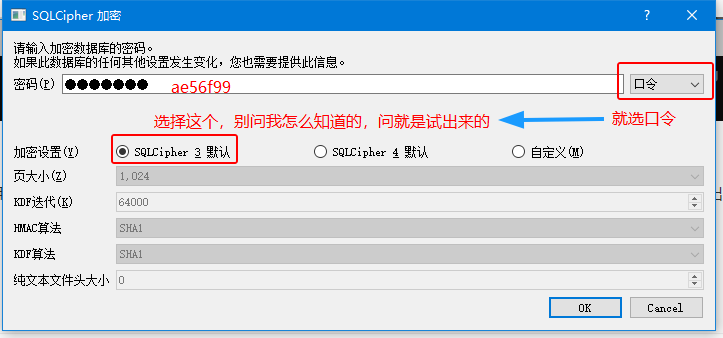 SQLCipher 加密
请输入加密数据库的密码。
如果此数据库的任何其他设置发生变化，您也需要提供此信息。
密码(P) ●●●●●●● ae56f99 口令
选择这个，别问我怎么知道的，问就是试出来的 就选口令
加密设置(Y) SQLCipher 3 默认 SQLCipher 4 默认 自定义(M)
页大小(Z) 1,024
KDF迭代(K) 64000
HMAC算法 SHA1
KDF算法 SHA1
纯文本文件头大小 0
OK Cancel
出